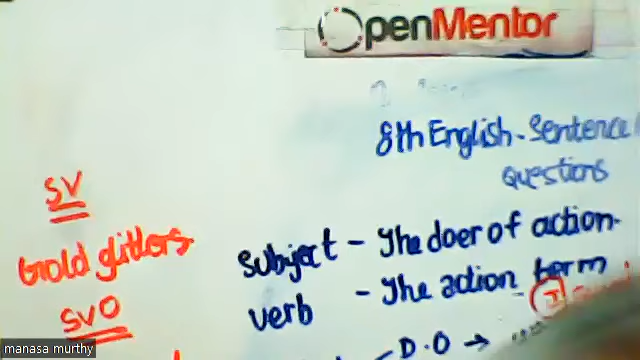 OpenMentor
8th English - Sentence
questions
SV
Gold glitters.
SVO
subject - The doer of action.
verb - The action term
- D.O →
manasa murthy